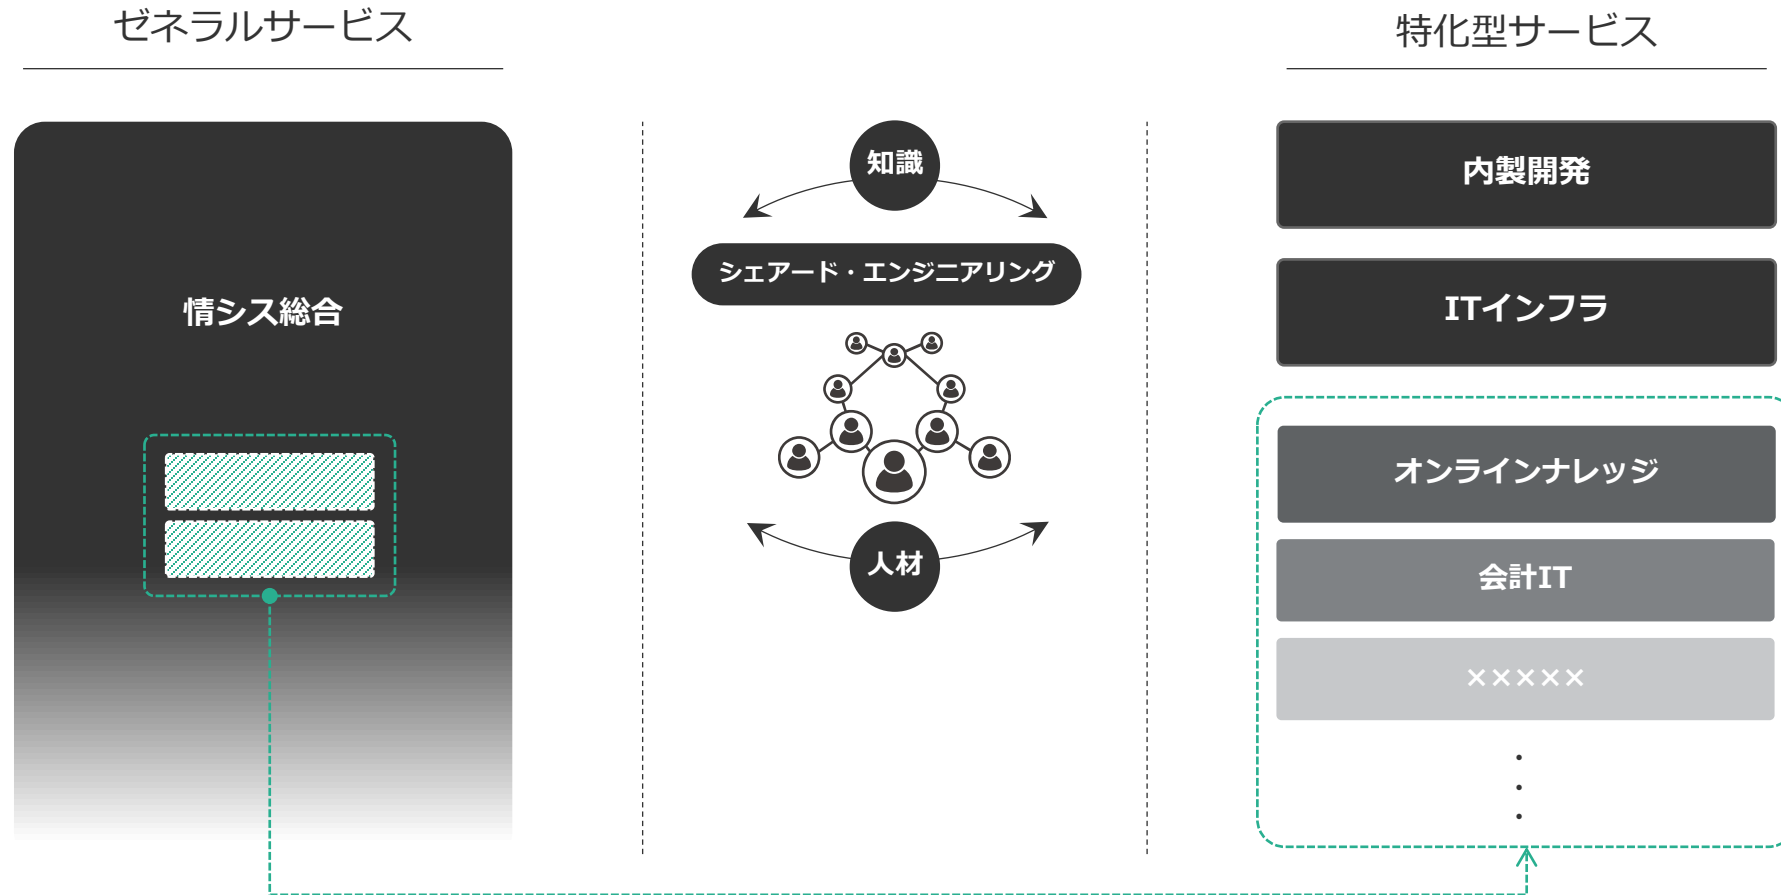 ゼネラルサービス
特化型サービス
情シス総合
知識
シェアード・エンジニアリング
人材
内製開発
ITインフラ
オンラインナレッジ
会計IT
×××××